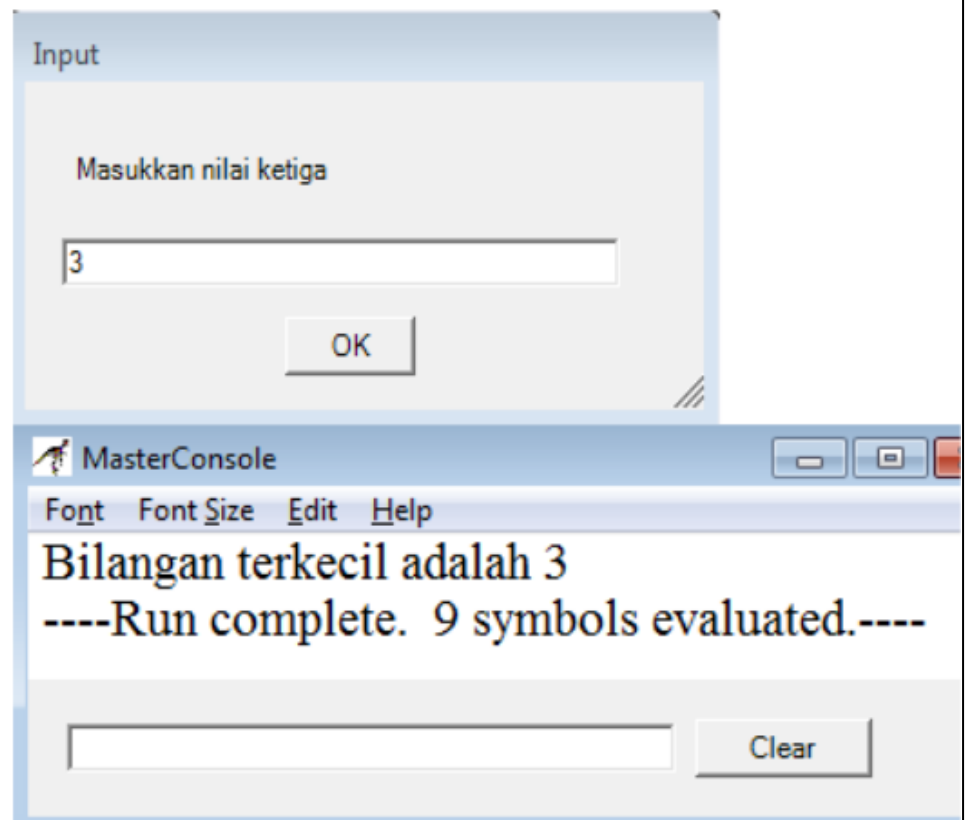 Input
Masukkan nilai ketiga
3
OK
MasterConsole
Font Font Size Edit Help
Bilangan terkecil adalah 3
----Run complete.  9 symbols evaluated.----
Clear